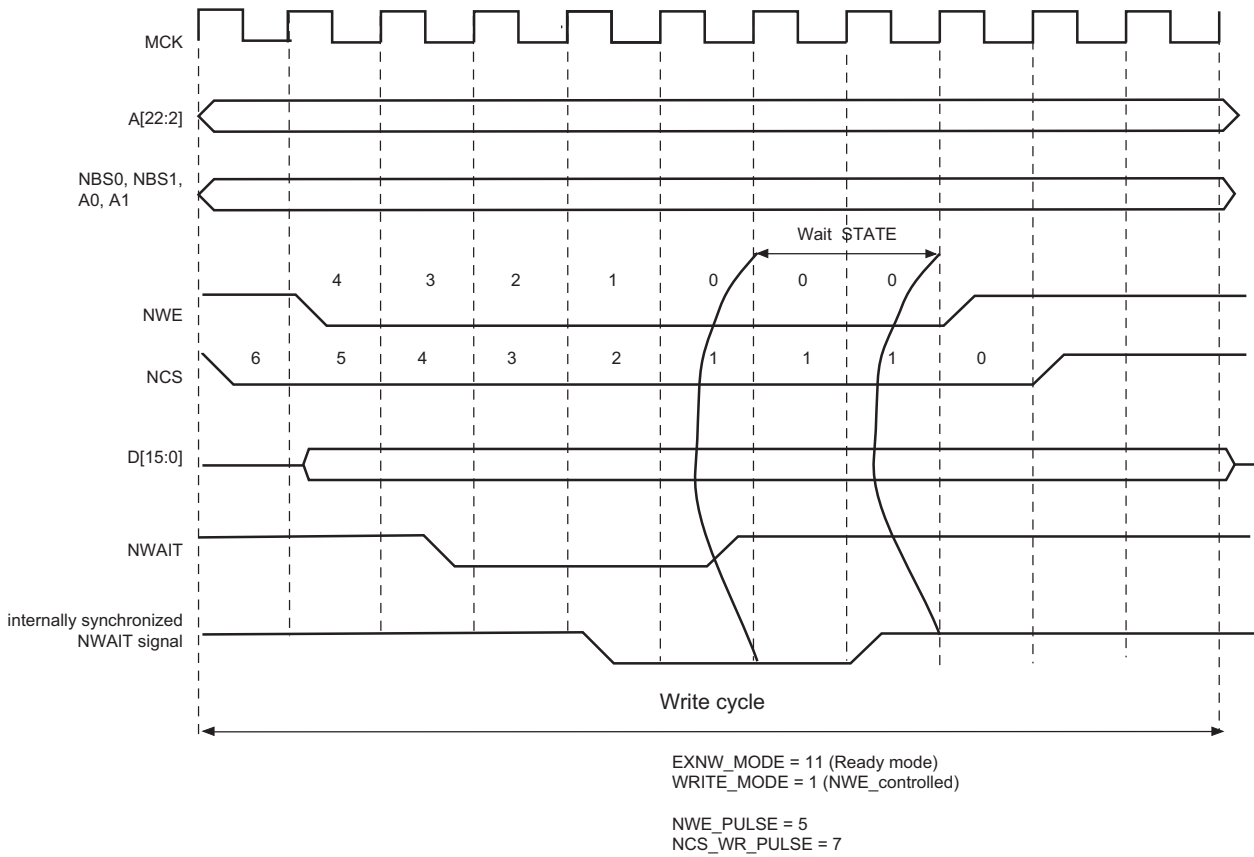 MCK
A[22:2]
NBS0, NBS1,
A0, A1
Wait STATE
4 3 2 1 0 0 0
NWE
6 5 4 3 2 1 1 1 0
NCS
D[15:0]
NWAIT
internally synchronized
NWAIT signal
Write cycle
EXNW_MODE = 11 (Ready mode)
WRITE_MODE = 1 (NWE_controlled)
NWE_PULSE = 5
NCS_WR_PULSE = 7